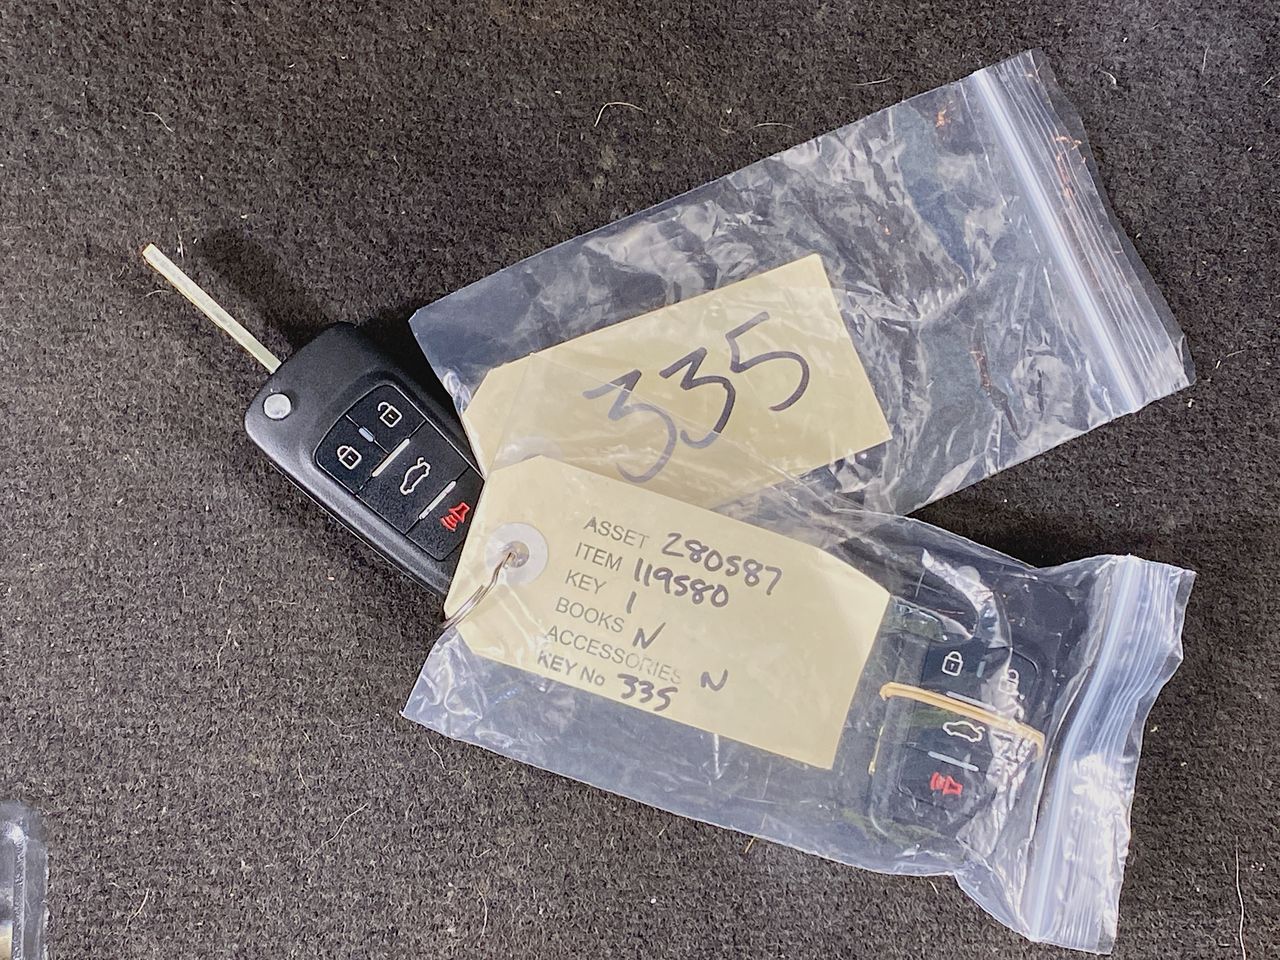 335
ASSET 280587
ITEM 119580
KEY 1
BOOKS N
ACCESSORIES N
KEY No 335